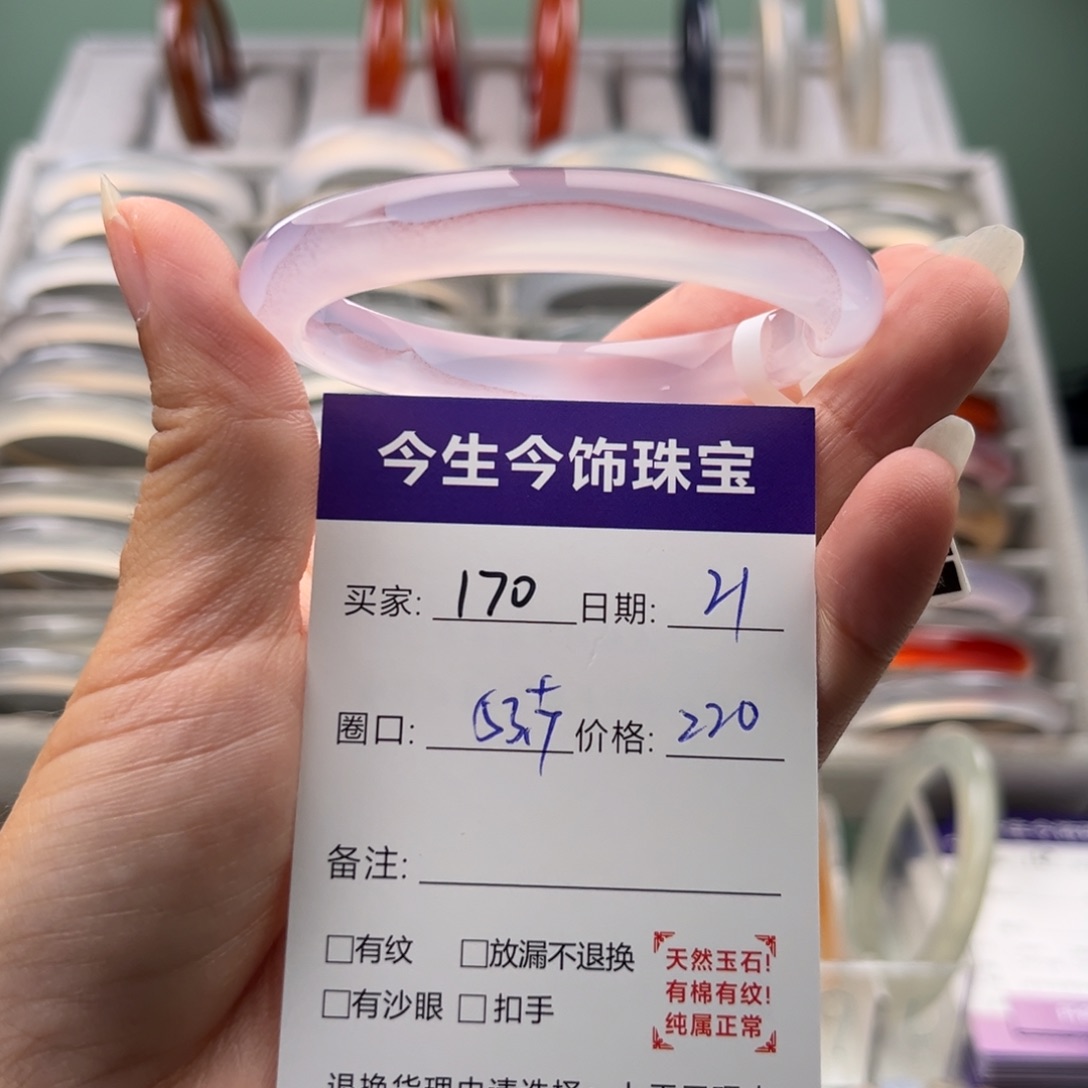 今生今饰珠宝
买家: 170 日期: 21
圈口: 53+ 价格: 220
备注:
□有纹 □放漏不退换
□有沙眼 □扣手
天然玉石!
有棉有纹!
纯属正常